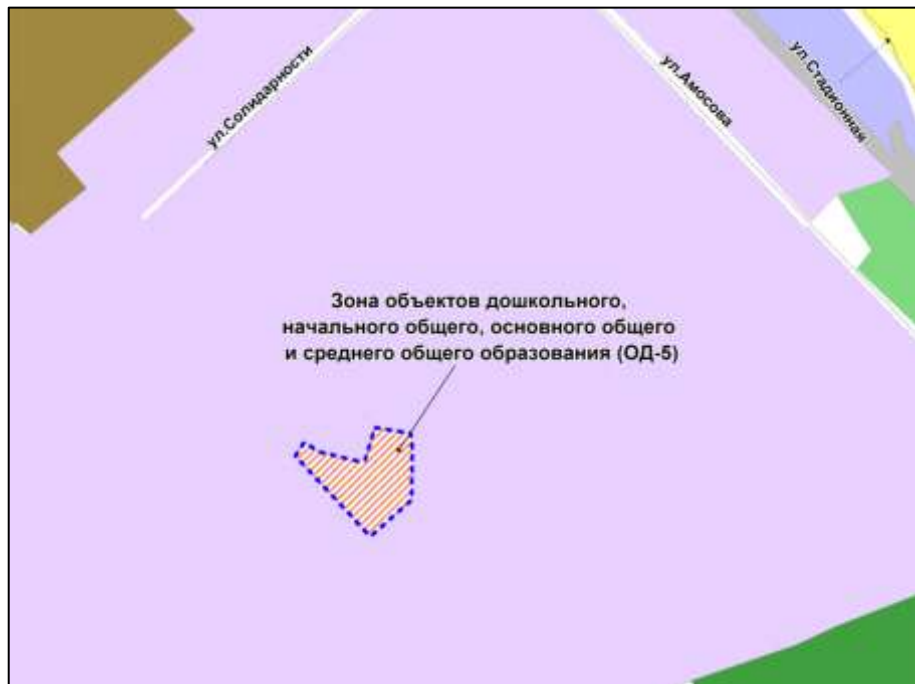 ул.Солидарности
ул.Амосова
ул.Стадионная
Зона объектов дошкольного,
начального общего, основного общего
и среднего общего образования (ОД-5)